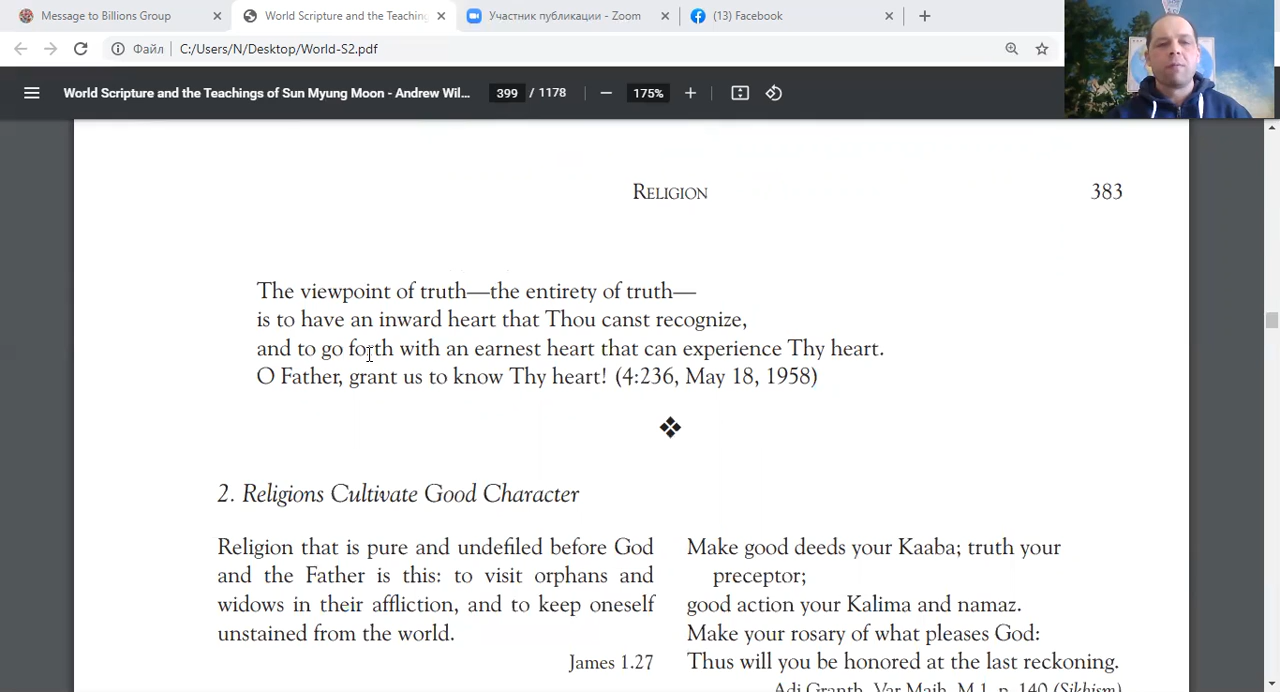 Message to Billions Group
World Scripture and the Teaching
Участник публикации - Zoom
(13) Facebook
Файл
C:/Users/N/Desktop/World-S2.pdf
World Scripture and the Teachings of Sun Myung Moon - Andrew Wil...
399 / 1178
175%
RELIGION
383
The viewpoint of truth—the entirety of truth—
is to have an inward heart that Thou canst recognize,
and to go forth with an earnest heart that can experience Thy heart.
O Father, grant us to know Thy heart! (4:236, May 18, 1958)
2. Religions Cultivate Good Character
Religion that is pure and undefiled before God
and the Father is this: to visit orphans and
widows in their affliction, and to keep oneself
unstained from the world.
James 1.27
Make good deeds your Kaaba; truth your
preceptor;
good action your Kalima and namaz.
Make your rosary of what pleases God:
Thus will you be honored at the last reckoning.
Adi Granth, Var Majh, M.1, p. 140 (Sikhism)